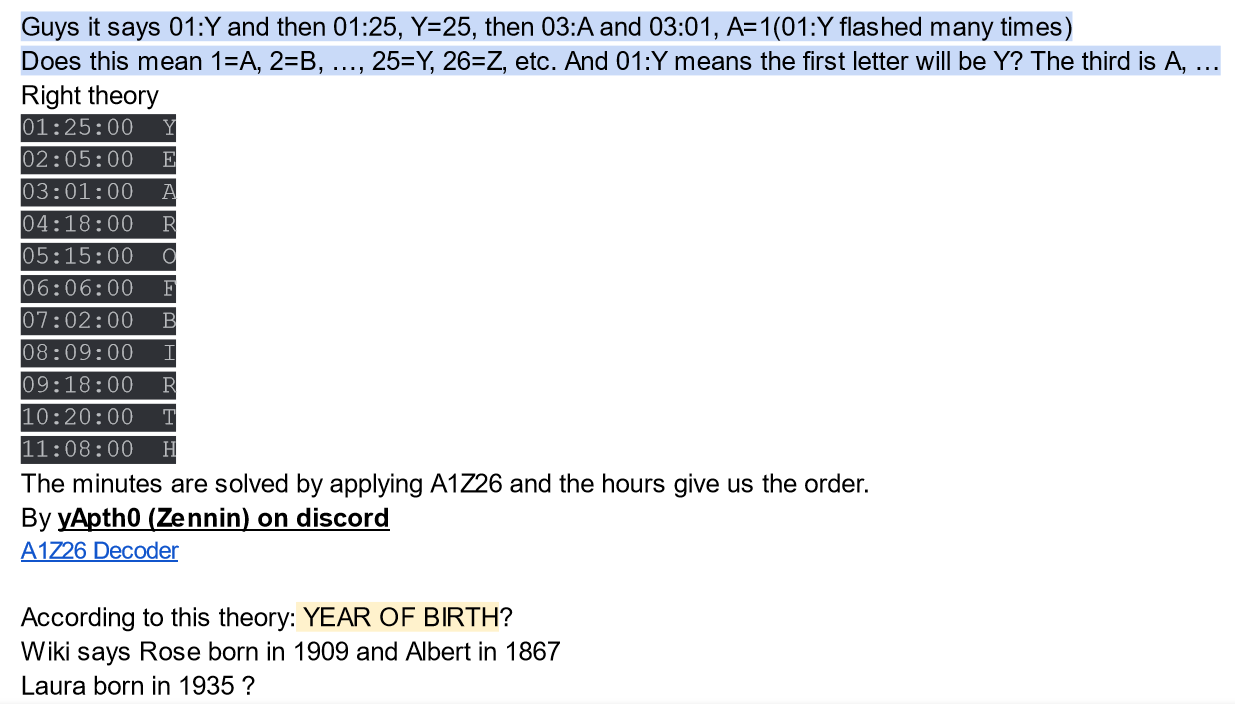 Guys it says 01:Y and then 01:25, Y=25, then 03:A and 03:01, A=1(01:Y flashed many times)
Does this mean 1=A, 2=B, …, 25=Y, 26=Z, etc. And 01:Y means the first letter will be Y? The third is A, …
Right theory
01:25:00 Y
02:05:00 E
03:01:00 A
04:18:00 R
05:15:00 O
06:06:00 F
07:02:00 B
08:09:00 I
09:18:00 R
10:20:00 T
11:08:00 H
The minutes are solved by applying A1Z26 and the hours give us the order.
By yApth0 (Zennin) on discord
A1Z26 Decoder
According to this theory: YEAR OF BIRTH?
Wiki says Rose born in 1909 and Albert in 1867
Laura born in 1935 ?